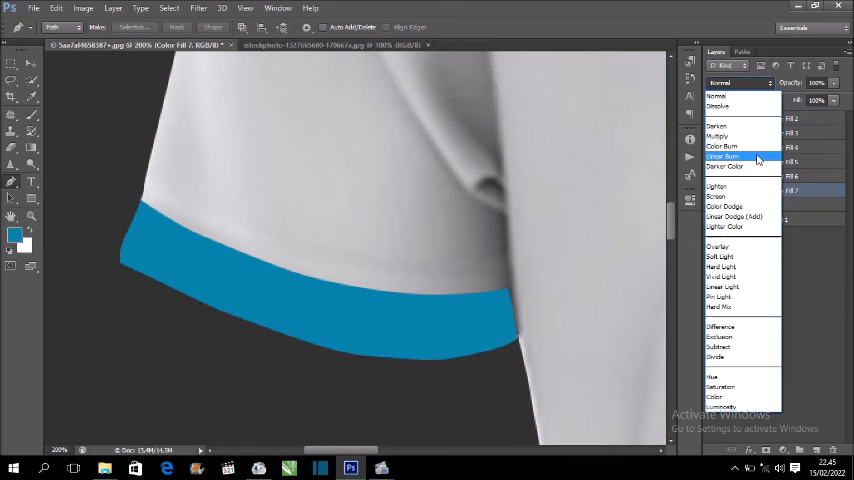 Ps File Edit Image Layer Type Select Filter 3D View Window Help
Path Make: Selection... Mask Shape Auto Add/Delete Align Edges Essentials
5aa7af4658387+.jpg @ 200% (Color Fill 7, RGB/8) * × istockphoto-1327665680-170667a.jpg @ 100% (RGB/8) ×
Layers Paths
Kind
Normal Opacity: 100%
Normal Fill: 100%
Dissolve
Fill 2
Darken Fill 3
Multiply
Color Burn Fill 4
Linear Burn Fill 5
Darker Color
Fill 6
Lighten Fill 7
Screen
Color Dodge
Linear Dodge (Add) 1
Lighter Color
Overlay
Soft Light
Hard Light
Vivid Light
Linear Light
Pin Light
Hard Mix
Difference
Exclusion
Subtract
Divide
Hue
Saturation
Color
Luminosity
Activate Windows
Go to Settings to activate Windows.
200% Doc: 13,4M/14,5M
Ps 22.45
15/02/2022